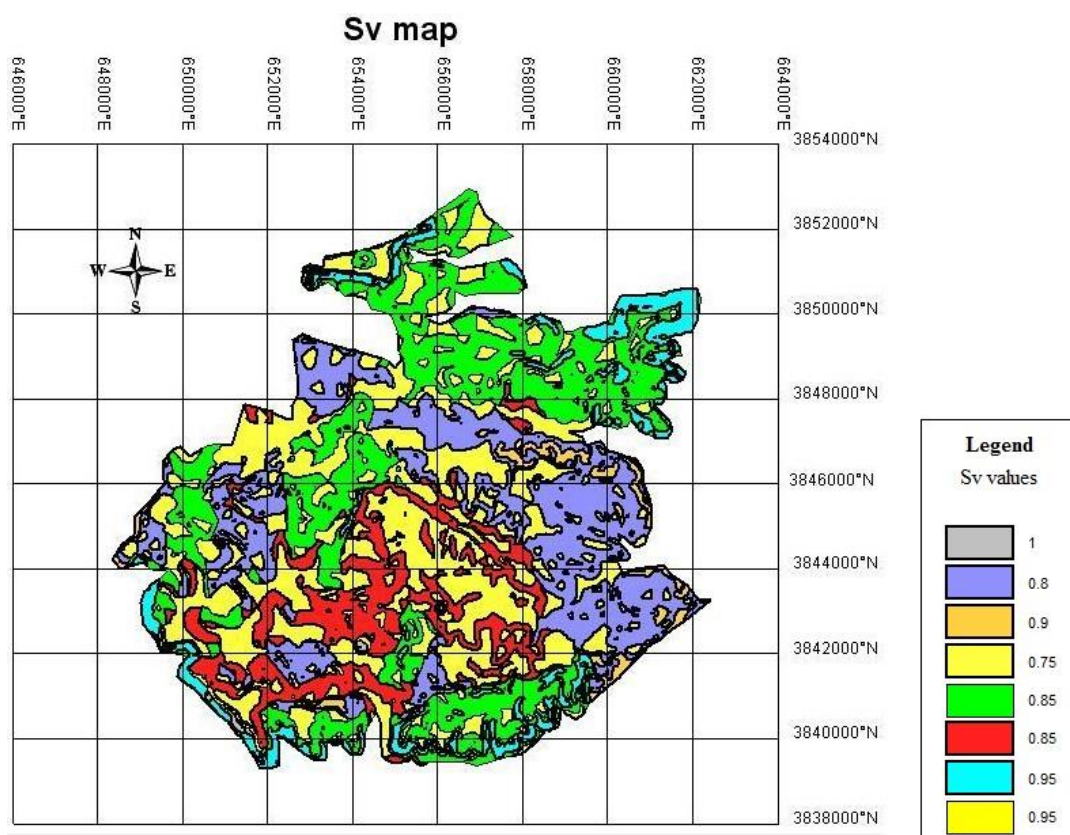 Sv map
646000°E
648000°E
650000°E
652000°E
654000°E
656000°E
658000°E
660000°E
662000°E
664000°E
3854000°N
3852000°N
3850000°N
3848000°N
3846000°N
3844000°N
3842000°N
3840000°N
3838000°N
N
W E
S
Legend
Sv values
1
0.8
0.9
0.75
0.85
0.85
0.95
0.95